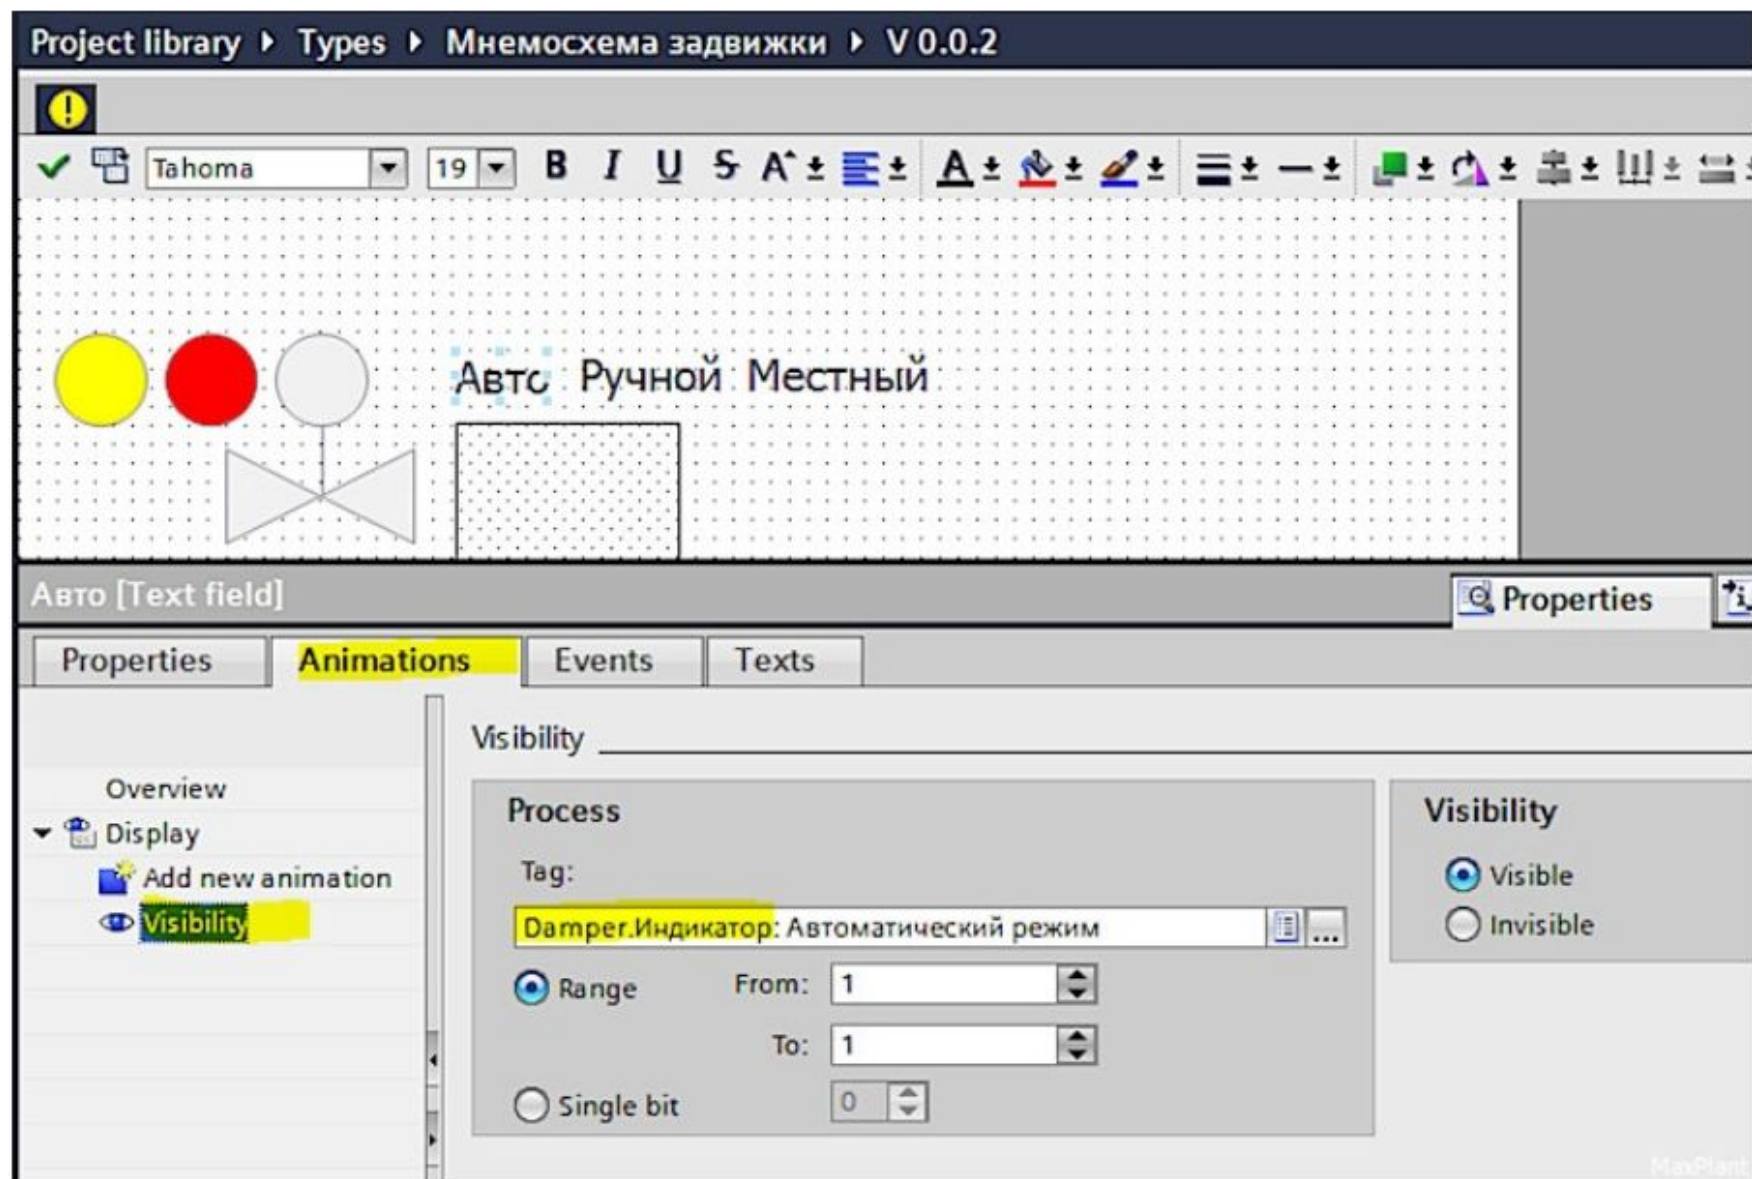 Project library ▶ Types ▶ Мнемосхема задвижки ▶ V 0.0.2
Tahoma 19 B I U S A A
Авто Ручной Местный
Авто [Text field]
Properties
Properties Animations Events Texts
Visibility
Overview
Display
Add new animation
Visibility
Process
Tag:
Damper.Индикатор: Автоматический режим
Range From: 1
To: 1
Single bit 0
Visibility
Visible
Invisible
MaxPlant